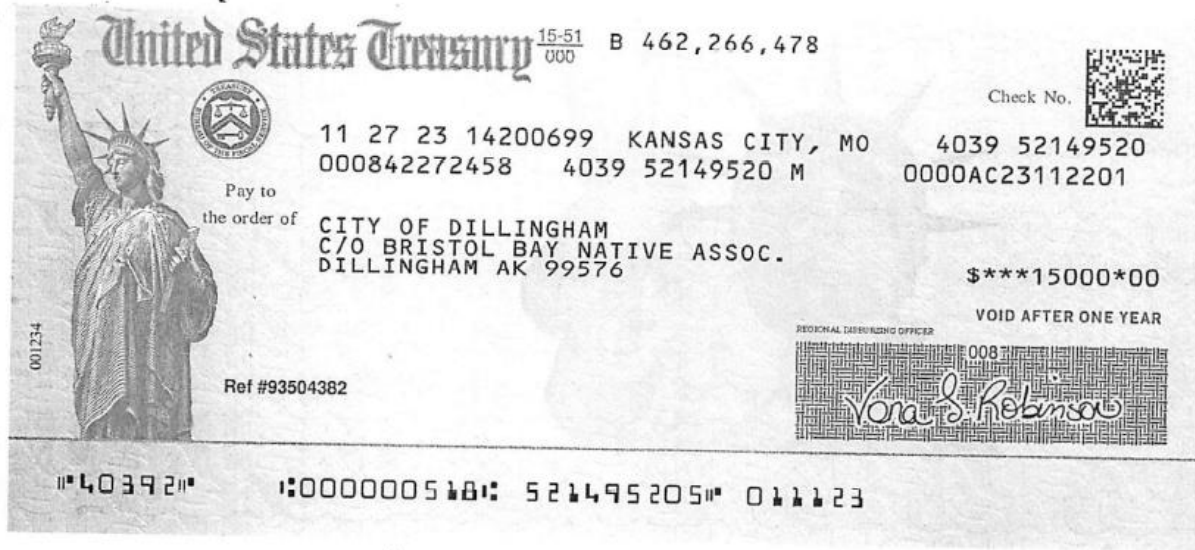 United States Treasury 15-51 000 B 462,266,478
Check No.
11 27 23 14200699 KANSAS CITY, MO 4039 52149520
000842272458 4039 52149520 M 0000AC23112201
Pay to
the order of
CITY OF DILLINGHAM
C/O BRISTOL BAY NATIVE ASSOC.
DILLINGHAM AK 99576
$***15000*00
VOID AFTER ONE YEAR
REGIONAL DISBURSING OFFICER
008
Vona S. Robinson
001234
Ref #93504382
⑈40392⑈ ⑆000000518⑆ 521495205⑈ 011123